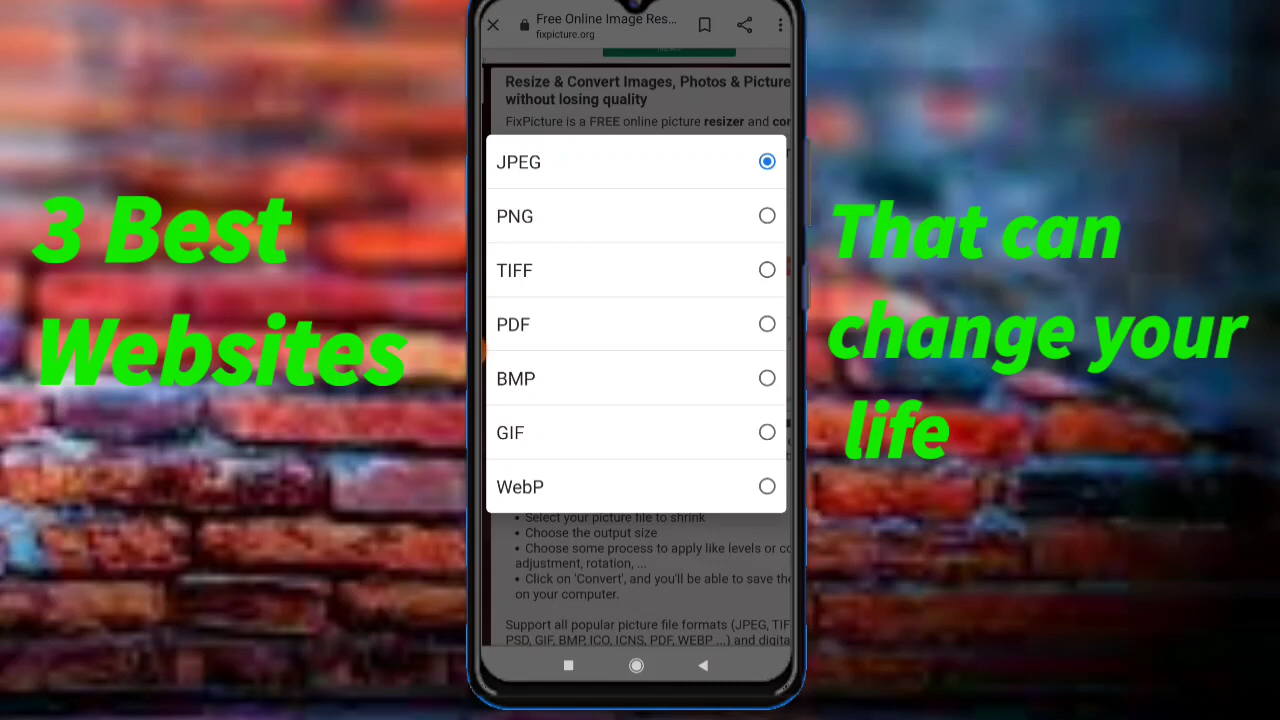 3 Best
Websites
Free Online Image Res...
fixpicture.org
Resize & Convert Images, Photos & Picture
without losing quality
FixPicture is a FREE online picture resizer and con
JPEG
PNG
TIFF
PDF
BMP
GIF
WebP
• Select your picture file to shrink
• Choose the output size
• Choose some process to apply like levels or co
adjustment, rotation, ...
• Click on 'Convert', and you'll be able to save the
on your computer.
Support all popular picture file formats (JPEG, TIF
PSD, GIF, BMP, ICO, ICNS, PDF, WEBP ...) and digita
That can
change your
life